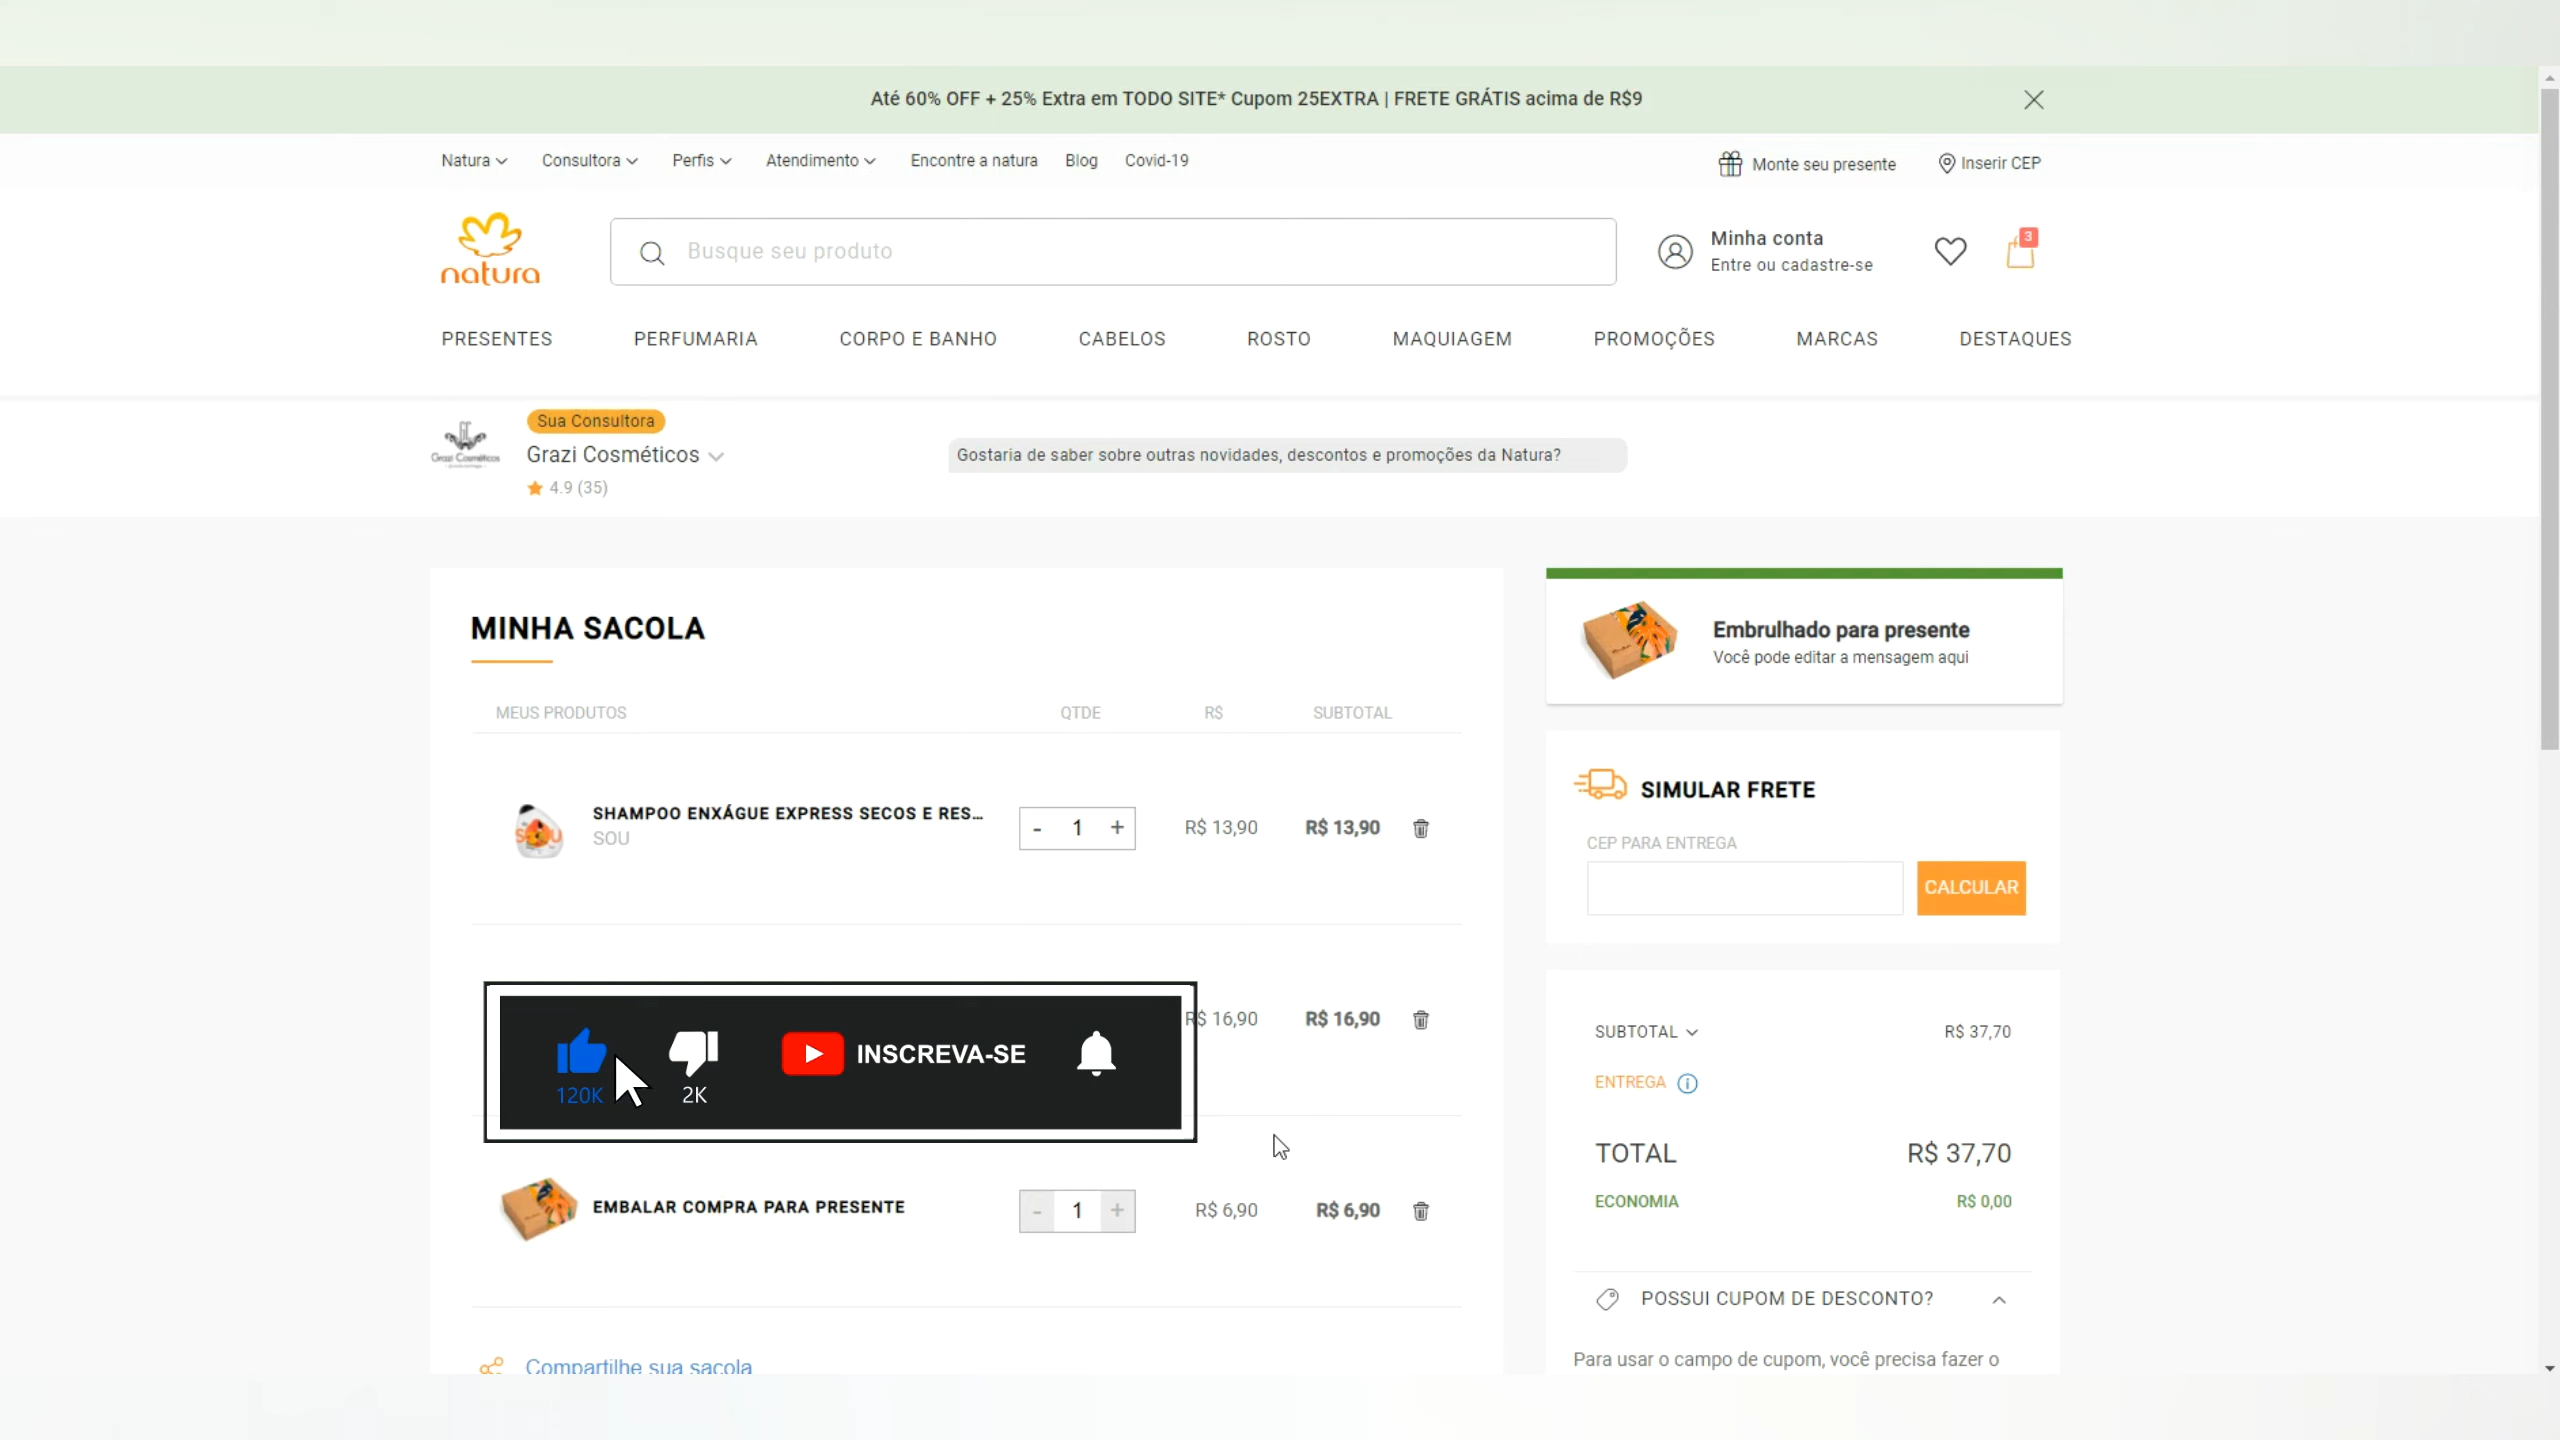 Até 60% OFF + 25% Extra em TODO SITE* Cupom 25EXTRA | FRETE GRÁTIS acima de R$9
Natura Consultora Perfis Atendimento Encontre a natura Blog Covid-19 Monte seu presente Inserir CEP
natura
Busque seu produto
Minha conta
Entre ou cadastre-se
3
PRESENTES PERFUMARIA CORPO E BANHO CABELOS ROSTO MAQUIAGEM PROMOÇÕES MARCAS DESTAQUES
Sua Consultora
Grazi Cosméticos
Grazi Cosméticos
4.9 (35)
Gostaria de saber sobre outras novidades, descontos e promoções da Natura?
MINHA SACOLA
MEUS PRODUTOS QTDE R$ SUBTOTAL
SHAMPOO ENXÁGUE EXPRESS SECOS E RES...
SOU
- 1 + R$ 13,90 R$ 13,90
SOU
R$ 16,90 R$ 16,90
120K 2K INSCREVA-SE
EMBALAR COMPRA PARA PRESENTE - 1 + R$ 6,90 R$ 6,90
Compartilhe sua sacola
Embrulhado para presente
Você pode editar a mensagem aqui
SIMULAR FRETE
CEP PARA ENTREGA
CALCULAR
SUBTOTAL R$ 37,70
ENTREGA
TOTAL R$ 37,70
ECONOMIA R$ 0,00
POSSUI CUPOM DE DESCONTO?
Para usar o campo de cupom, você precisa fazer o